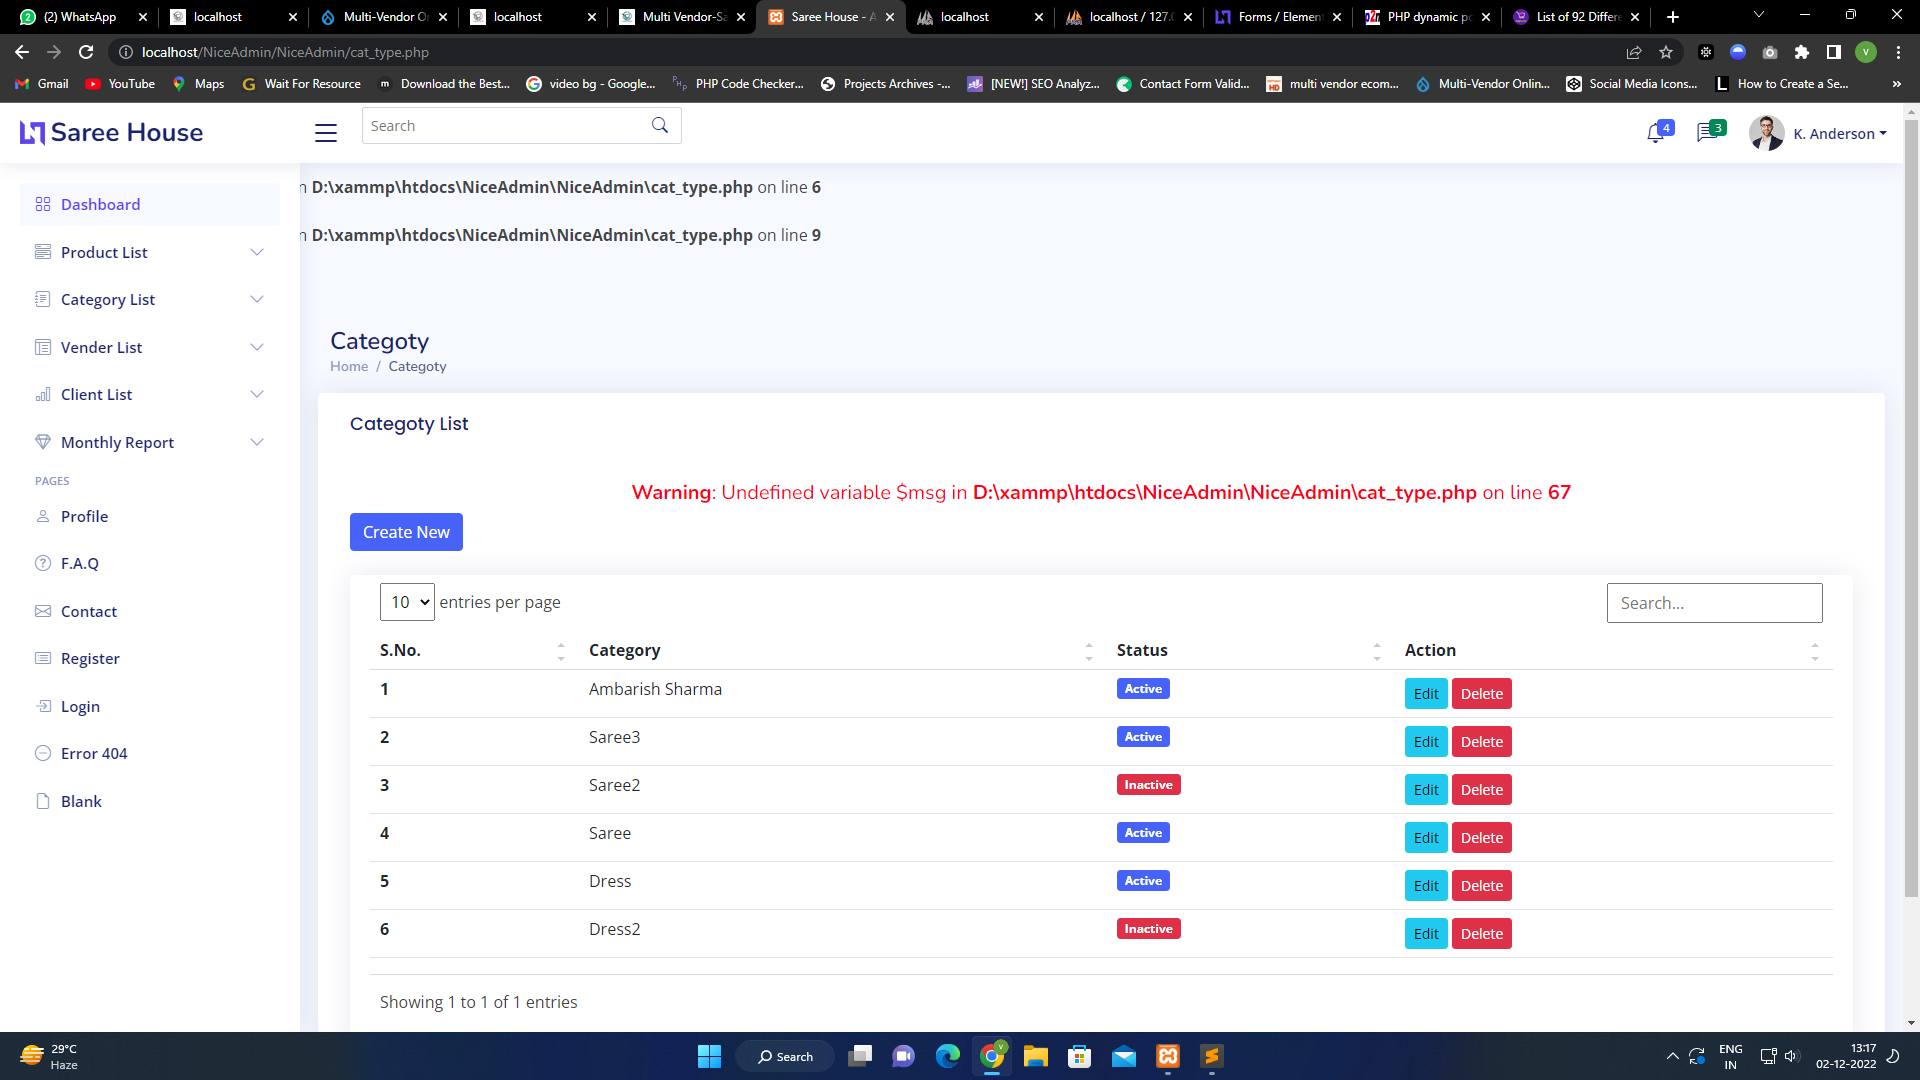 (2) WhatsApp
localhost
Multi-Vendor O
localhost
Multi Vendor-Sa
Saree House - A
localhost
localhost / 127.
Forms / Element
PHP dynamic p
List of 92 Differe
localhost/NiceAdmin/NiceAdmin/cat_type.php
V
Gmail
YouTube
Maps
Wait For Resource
Download the Best...
video bg - Google...
PHP Code Checker...
Projects Archives -...
[NEW!] SEO Analyz...
Contact Form Valid...
multi vendor ecom...
Multi-Vendor Onlin...
Social Media Icons...
How to Create a Se...
»
Saree House
Search
4
3
K. Anderson
n D:\xammp\htdocs\NiceAdmin\NiceAdmin\cat_type.php on line 6
n D:\xammp\htdocs\NiceAdmin\NiceAdmin\cat_type.php on line 9
Dashboard
Product List
Category List
Vender List
Client List
Monthly Report
PAGES
Profile
F.A.Q
Contact
Register
Login
Error 404
Blank
Categoty
Home / Categoty
Categoty List
Warning: Undefined variable $msg in D:\xammp\htdocs\NiceAdmin\NiceAdmin\cat_type.php on line 67
Create New
10 entries per page
Search...
S.No. Category Status Action
1 Ambarish Sharma Active Edit Delete
2 Saree3 Active Edit Delete
3 Saree2 Inactive Edit Delete
4 Saree Active Edit Delete
5 Dress Active Edit Delete
6 Dress2 Inactive Edit Delete
Showing 1 to 1 of 1 entries
29°C
Haze
Search
ENG
IN
13:17
02-12-2022